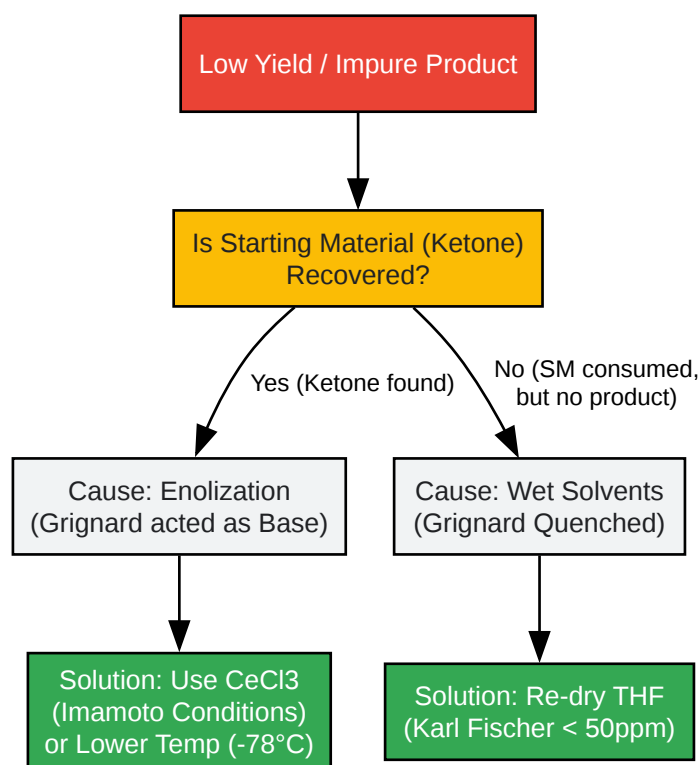 Low Yield / Impure Product
Is Starting Material (Ketone)
Recovered?
Yes (Ketone found)
No (SM consumed,
but no product)
Cause: Enolization
(Grignard acted as Base)
Cause: Wet Solvents
(Grignard Quenched)
Solution: Use CeCl3
(Imamoto Conditions)
or Lower Temp (-78°C)
Solution: Re-dry THF
(Karl Fischer < 50ppm)